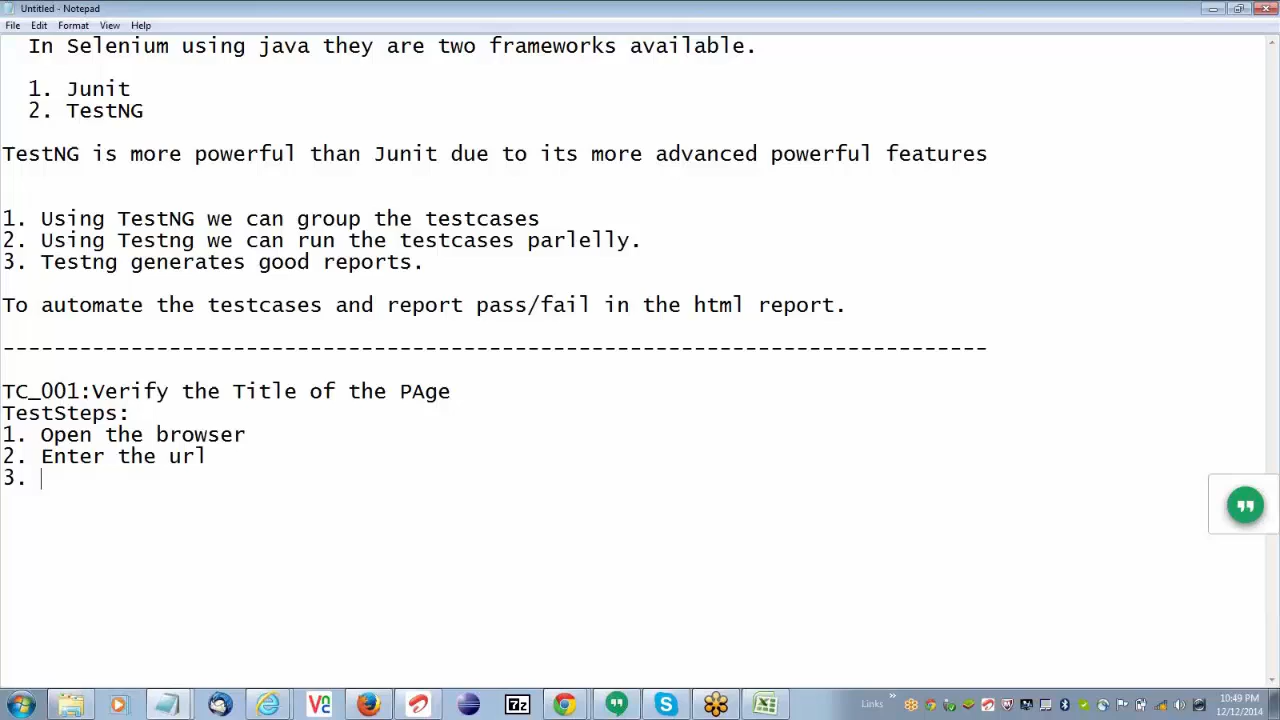 Untitled - Notepad
File Edit Format View Help
In Selenium using java they are two frameworks available.
1. Junit
2. TestNG
TestNG is more powerful than Junit due to its more advanced powerful features
1. Using TestNG we can group the testcases
2. Using Testng we can run the testcases parlelly.
3. Testng generates good reports.
To automate the testcases and report pass/fail in the html report.
-----------------------------------------------------------------------------
TC_001:Verify the Title of the PAge
TestSteps:
1. Open the browser
2. Enter the url
3.
Links
10:49 PM
12/12/2014